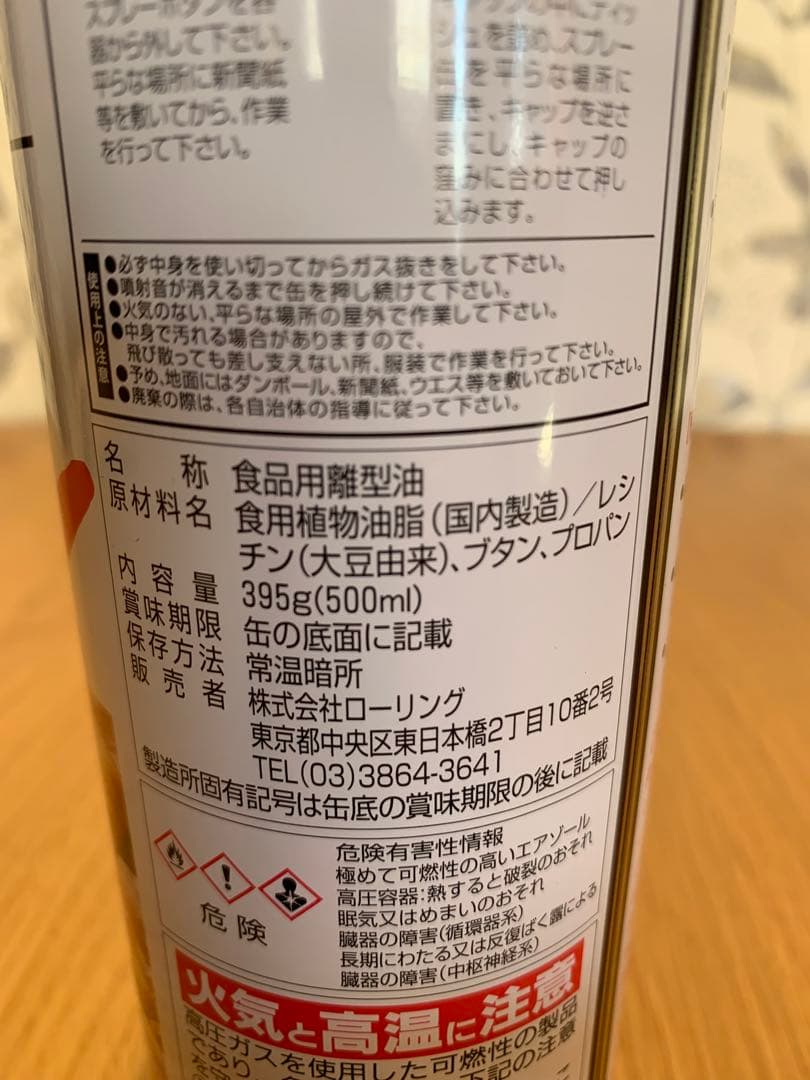 スプレーボタンを容
器から外して下さい。
平らな場所に新聞紙
等を敷いてから、作業
を行って下さい。
キャップの中にティッ
シュを詰め、スプレー
缶を平らな場所に
置き、キャップを逆さ
まにし、キャップの
窪みに合わせて押し
込みます。
使用上の注意
●必ず中身を使い切ってからガス抜きをして下さい。
●噴射音が消えるまで缶を押し続けて下さい。
●火気のない、平らな場所の屋外で作業して下さい。
●中身で汚れる場合がありますので、
飛び散っても差し支えない所、服装で作業を行って下さい。
●予め、地面にはダンボール、新聞紙、ウエス等を敷いておいて下さい。
●廃棄の際は、各自治体の指導に従って下さい。
名称 食品用離型油
原材料名 食用植物油脂(国内製造)/レシ
チン(大豆由来)、ブタン、プロパン
内容量 395g(500ml)
賞味期限 缶の底面に記載
保存方法 常温暗所
販売者 株式会社ローリング
東京都中央区東日本橋2丁目10番2号
TEL(03)3864-3641
製造所固有記号は缶底の賞味期限の後に記載
危険
危険有害性情報
極めて可燃性の高いエアゾール
高圧容器:熱すると破裂のおそれ
眠気又はめまいのおそれ
臓器の障害(循環器系)
長期にわたる又は反復ばく露による
臓器の障害(中枢神経系)
火気と高温に注意
高圧ガスを使用した可燃性の製品
であり、
下記の注意